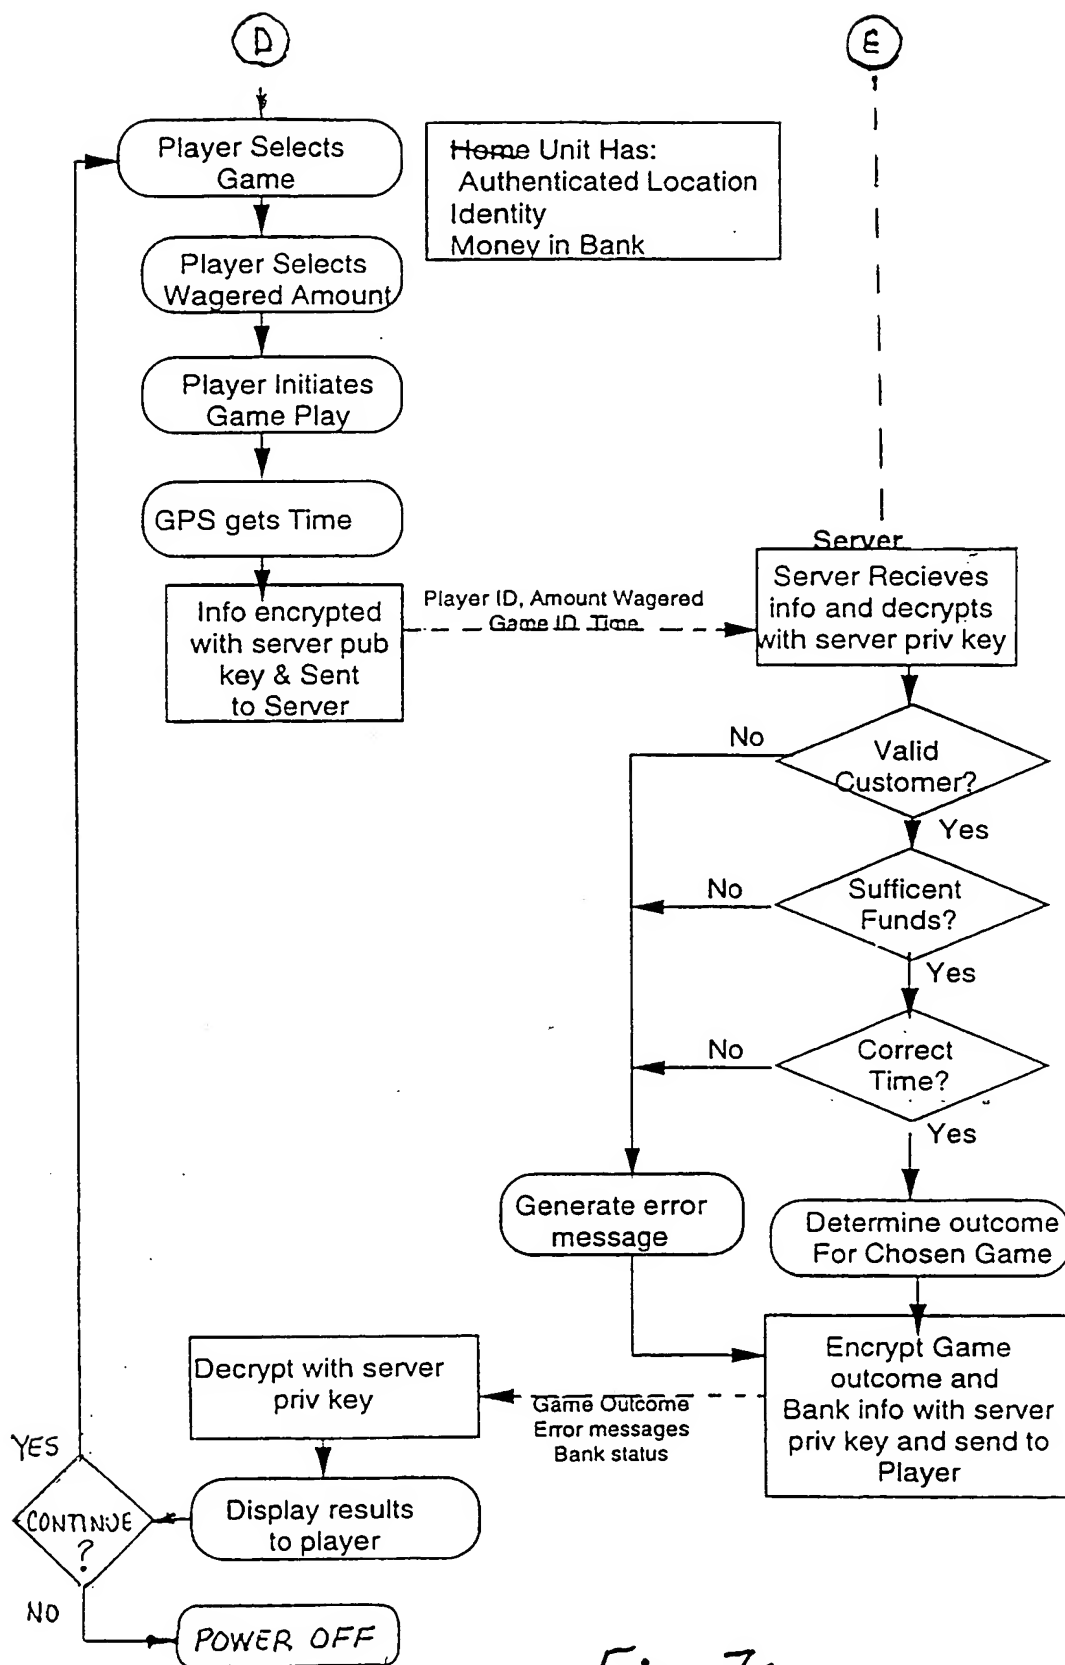 D
E
Player Selects
Game
Home Unit Has:
Authenticated Location
Identity
Money in Bank
Player Selects
Wagered Amount
Player Initiates
Game Play
GPS gets Time
Info encrypted
with server pub
key & Sent
to Server
Player ID, Amount Wagered
Game ID, Time
Server
Server Recieves
info and decrypts
with server priv key
No
Valid
Customer?
Yes
No
Sufficent
Funds?
Yes
No
Correct
Time?
Yes
Generate error
message
Determine outcome
For Chosen Game
Encrypt Game
outcome and
Bank info with server
priv key and send to
Player
Game Outcome
Error messages
Bank status
Decrypt with server
priv key
Display results
to player
YES
CONTINUE
?
NO
POWER OFF